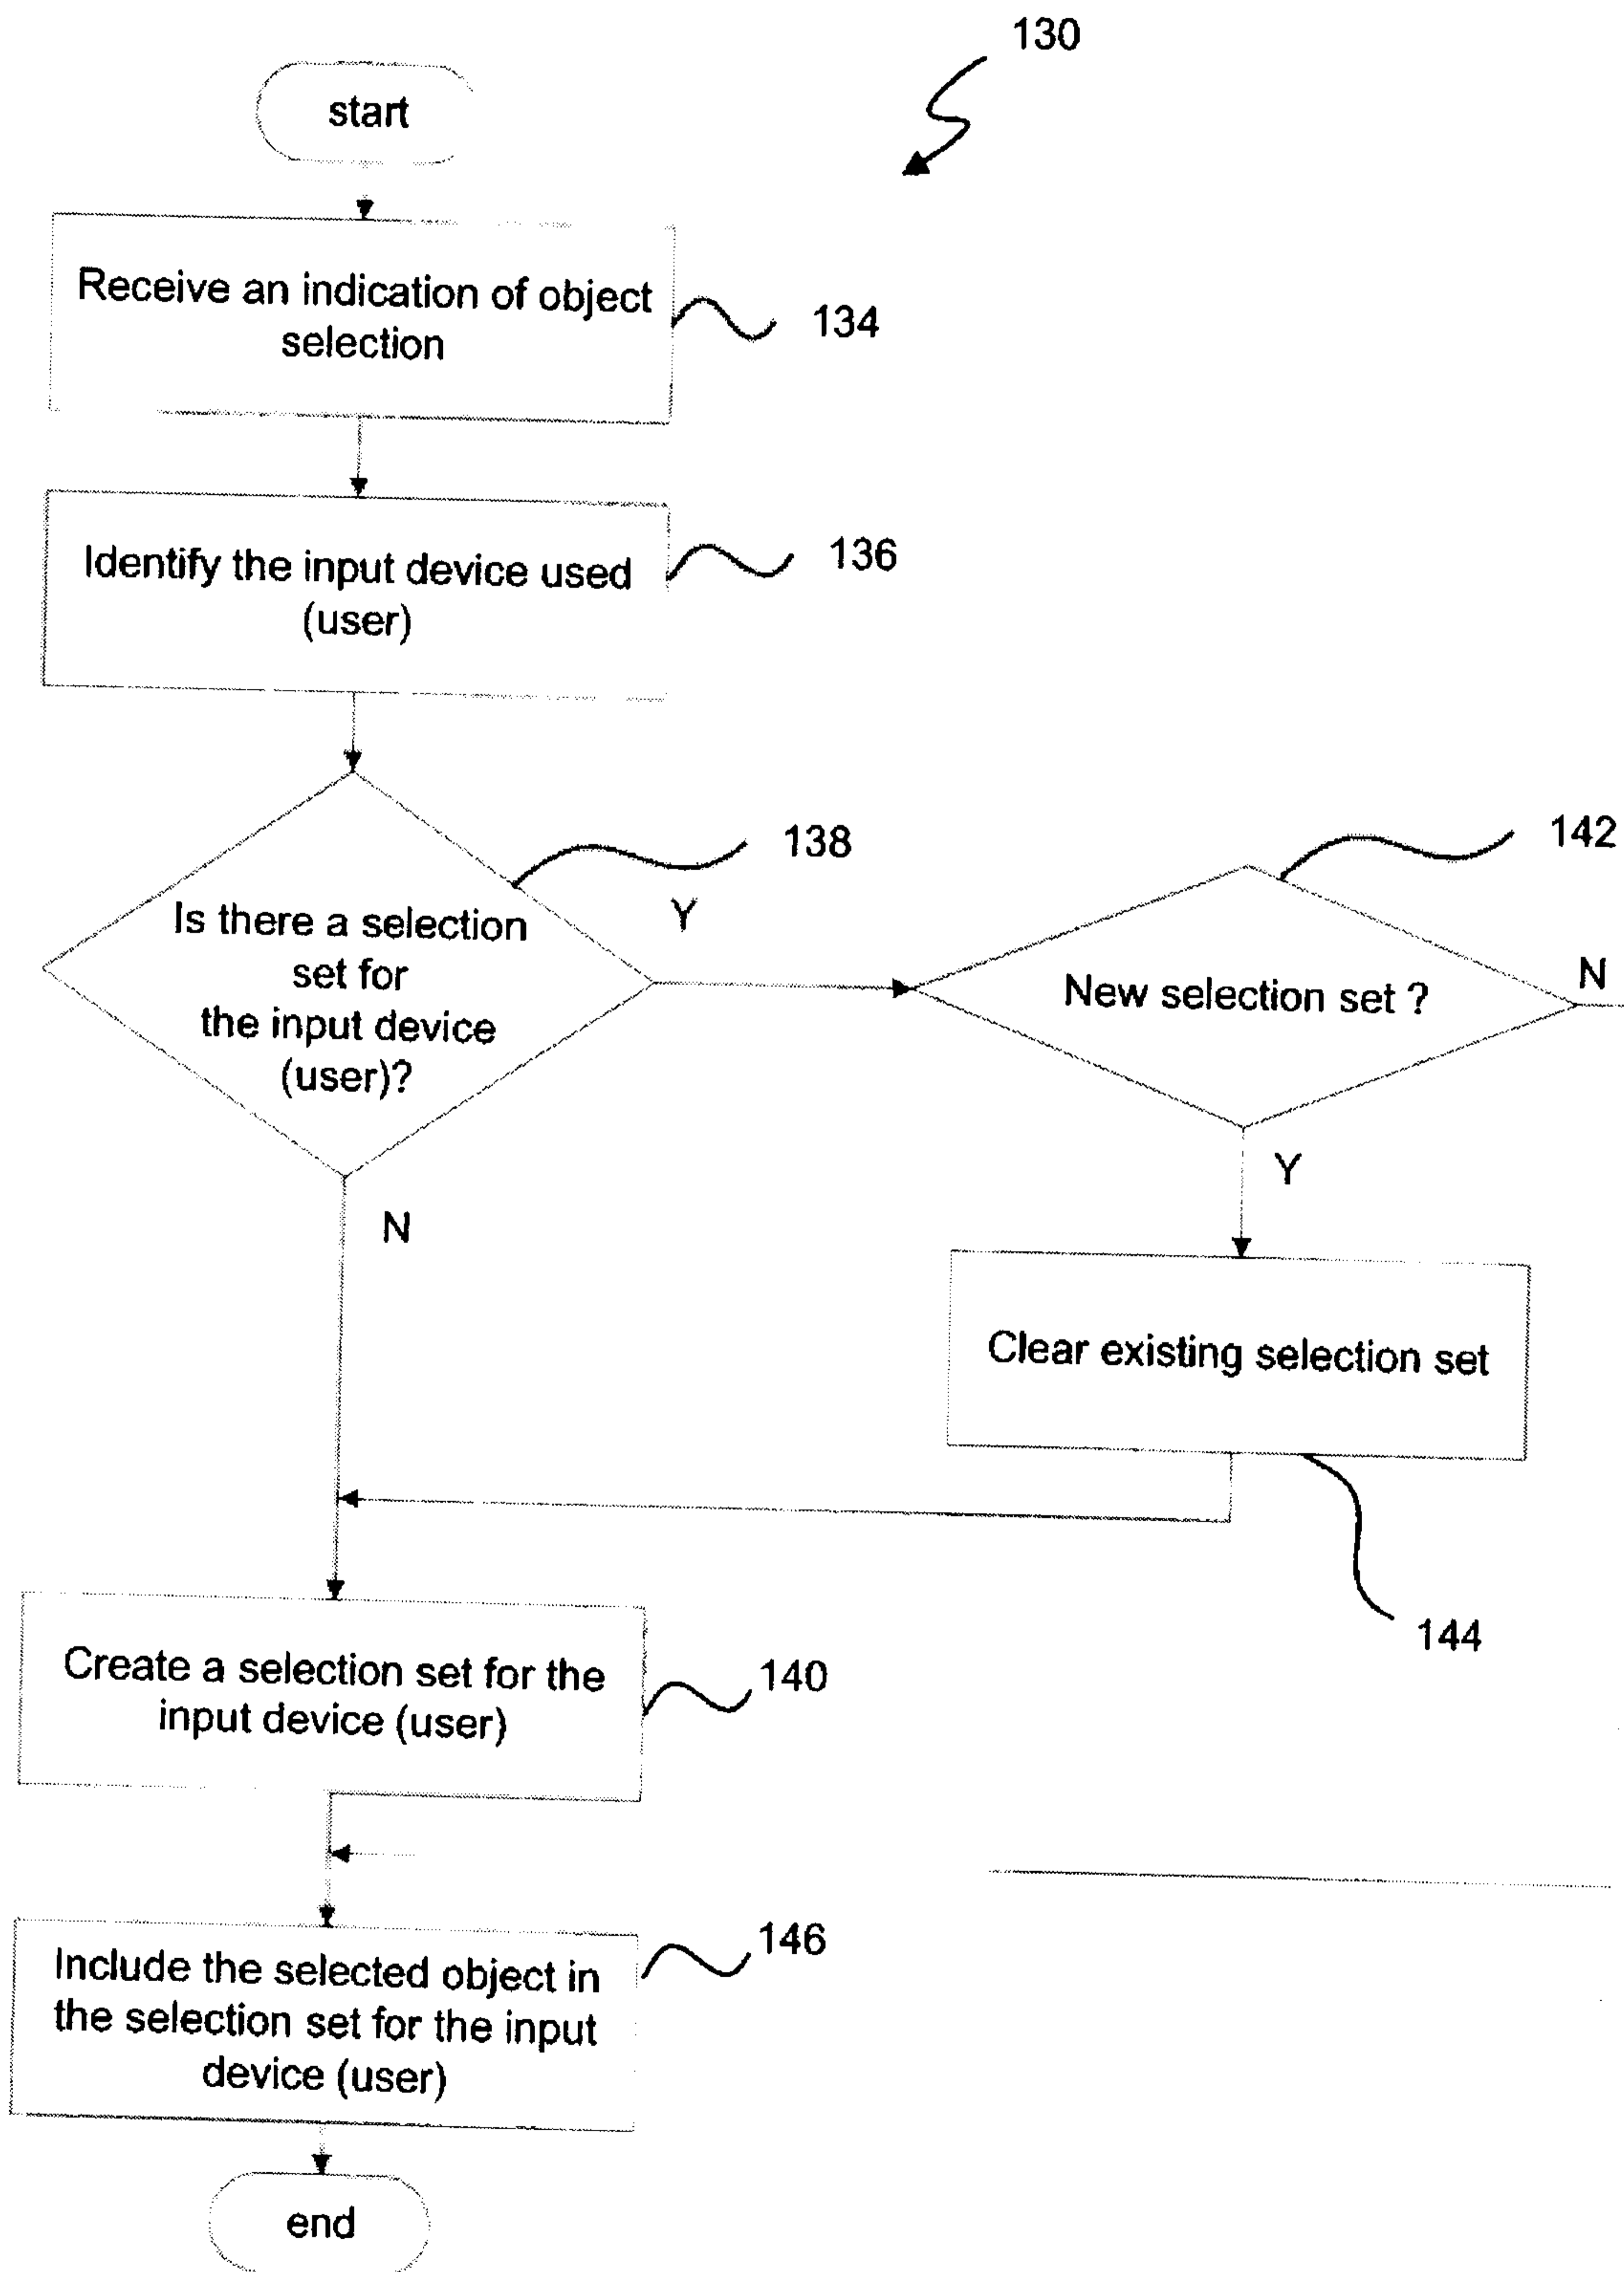 130
start
Receive an indication of object
selection
134
Identify the input device used
(user)
136
138
Is there a selection
set for
the input device
(user)?
Y
N
142
New selection set ?
N
Y
Clear existing selection set
144
Create a selection set for the
input device (user)
140
Include the selected object in
the selection set for the input
device (user)
146
end